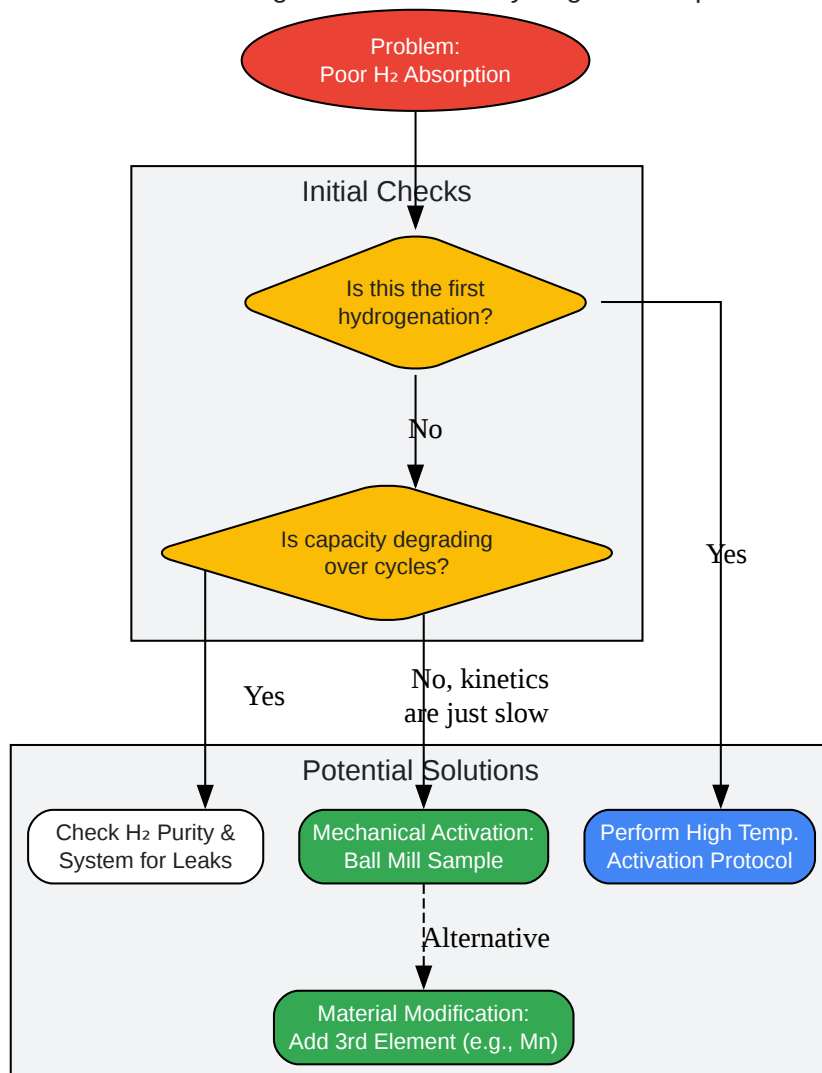 Problem:
Poor H₂ Absorption
Initial Checks
Is this the first
hydrogenation?
No
Is capacity degrading
over cycles?
Yes
Yes
No, kinetics
are just slow
Potential Solutions
Check H₂ Purity &
System for Leaks
Mechanical Activation:
Ball Mill Sample
Perform High Temp.
Activation Protocol
Alternative
Material Modification:
Add 3rd Element (e.g., Mn)